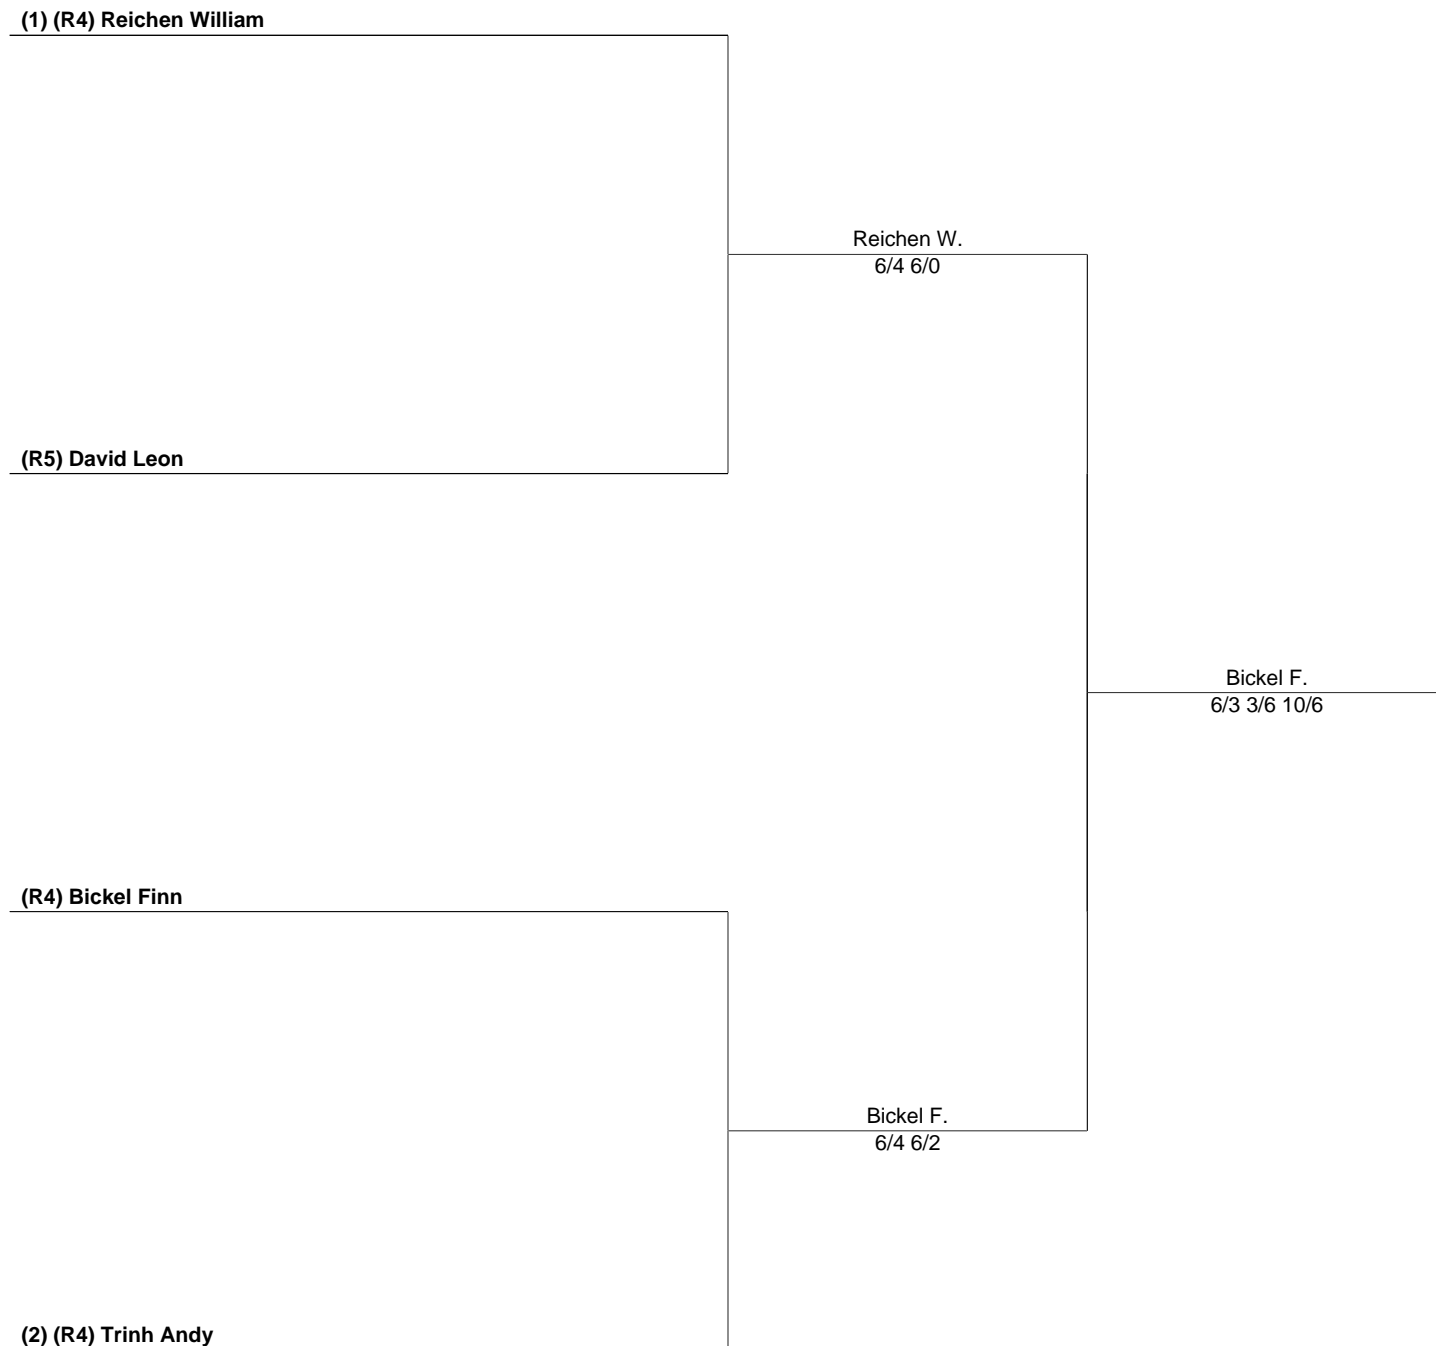 (1) (R4) Reichen William
Reichen W.
6/4 6/0
(R5) David Leon
Bickel F.
6/3 3/6 10/6
(R4) Bickel Finn
Bickel F.
6/4 6/2
(2) (R4) Trinh Andy